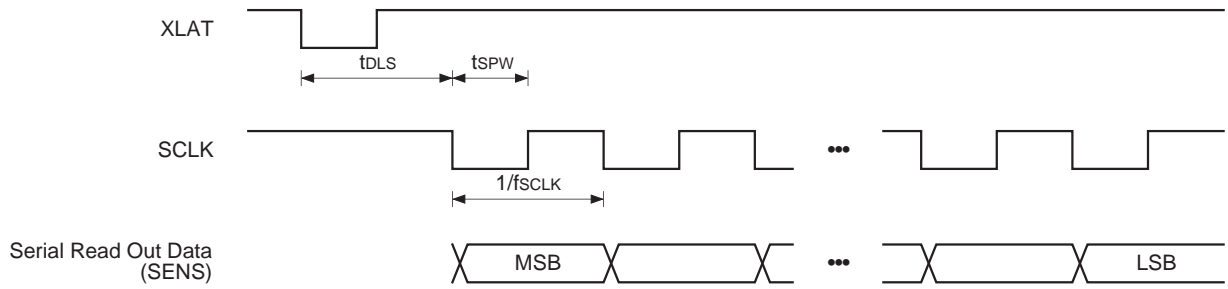 XLAT
tDLS tSPW
SCLK
•••
1/fSCLK
Serial Read Out Data
(SENS)
MSB ••• LSB